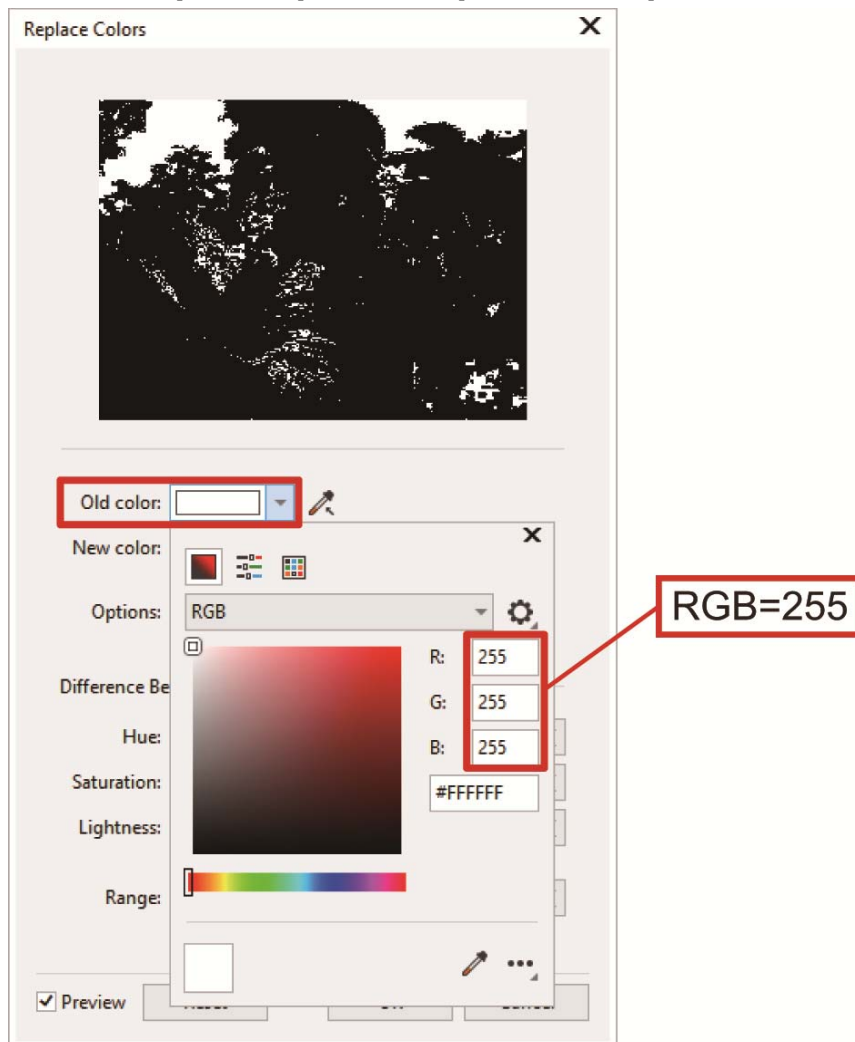 Replace Colors
Old color:
New color:
Options: RGB
R: 255
G: 255
B: 255
#FFFFFF
RGB=255
Difference Be
Hue:
Saturation:
Lightness:
Range:
Preview